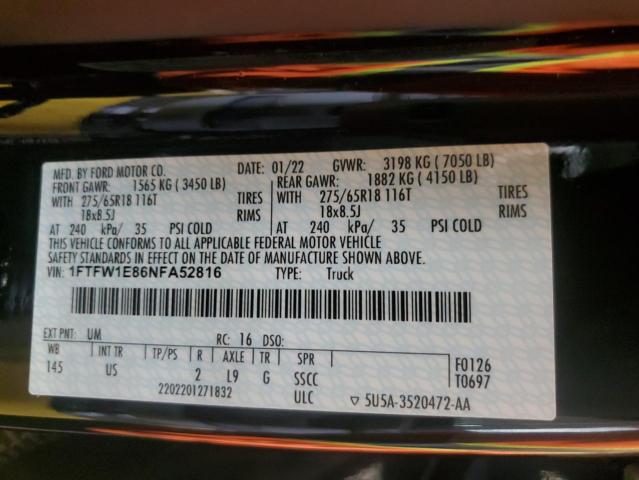 MFD. BY FORD MOTOR CO. DATE: 01/22 GVWR: 3198 KG ( 7050 LB)
FRONT GAWR: 1565 KG ( 3450 LB) REAR GAWR: 1882 KG ( 4150 LB)
WITH 275/65R18 116T TIRES WITH 275/65R18 116T TIRES
18x8.5J RIMS 18x8.5J RIMS
AT 240 kPa/ 35 PSI COLD AT 240 kPa/ 35 PSI COLD
THIS VEHICLE CONFORMS TO ALL APPLICABLE FEDERAL MOTOR VEHICLE
SAFETY STANDARDS IN EFFECT ON THE DATE OF MANUFACTURE SHOWN ABOVE.
VIN: 1FTFW1E86NFA52816 TYPE: Truck
EXT PNT: UM RC: 16 DSO:
WB INT TR TP/PS R AXLE TR SPR F0126
145 US 2 L9 G SSCC T0697
2202201271832 ULC ▽ 5U5A-3520472-AA